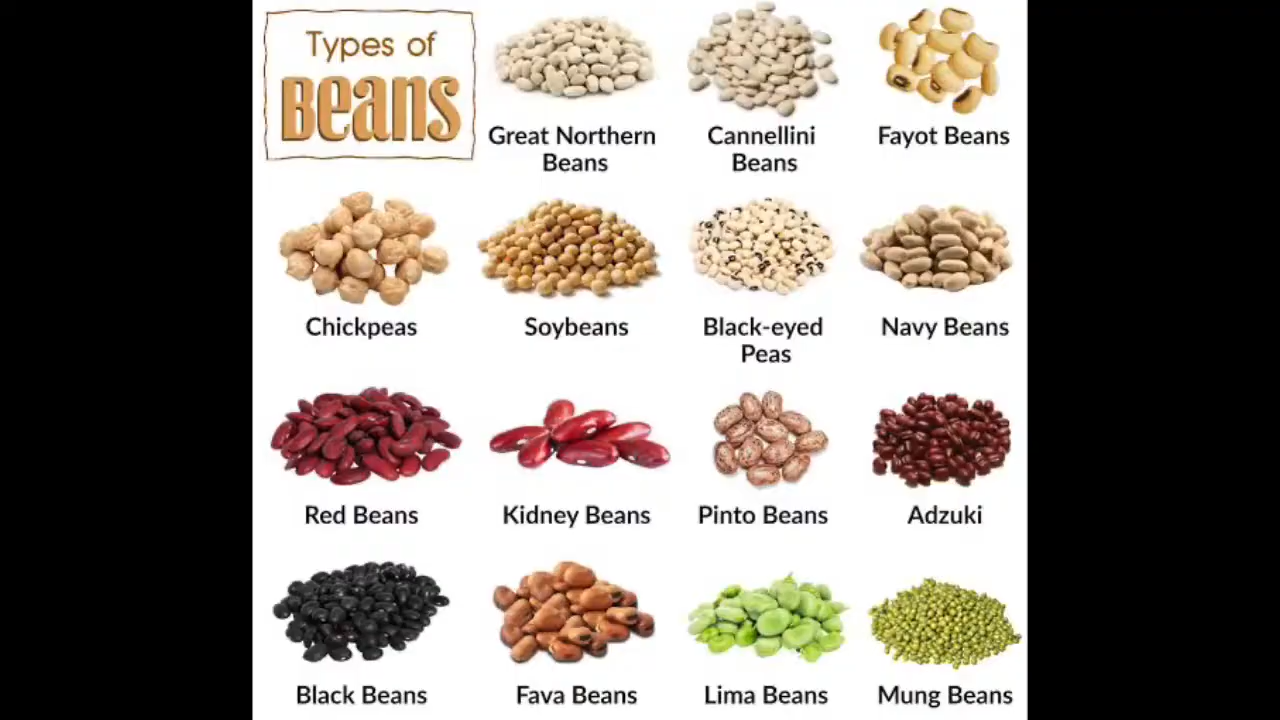 Types of
Beans
Great Northern
Beans
Cannellini
Beans
Fayot Beans
Chickpeas
Soybeans
Black-eyed
Peas
Navy Beans
Red Beans
Kidney Beans
Pinto Beans
Adzuki
Black Beans
Fava Beans
Lima Beans
Mung Beans